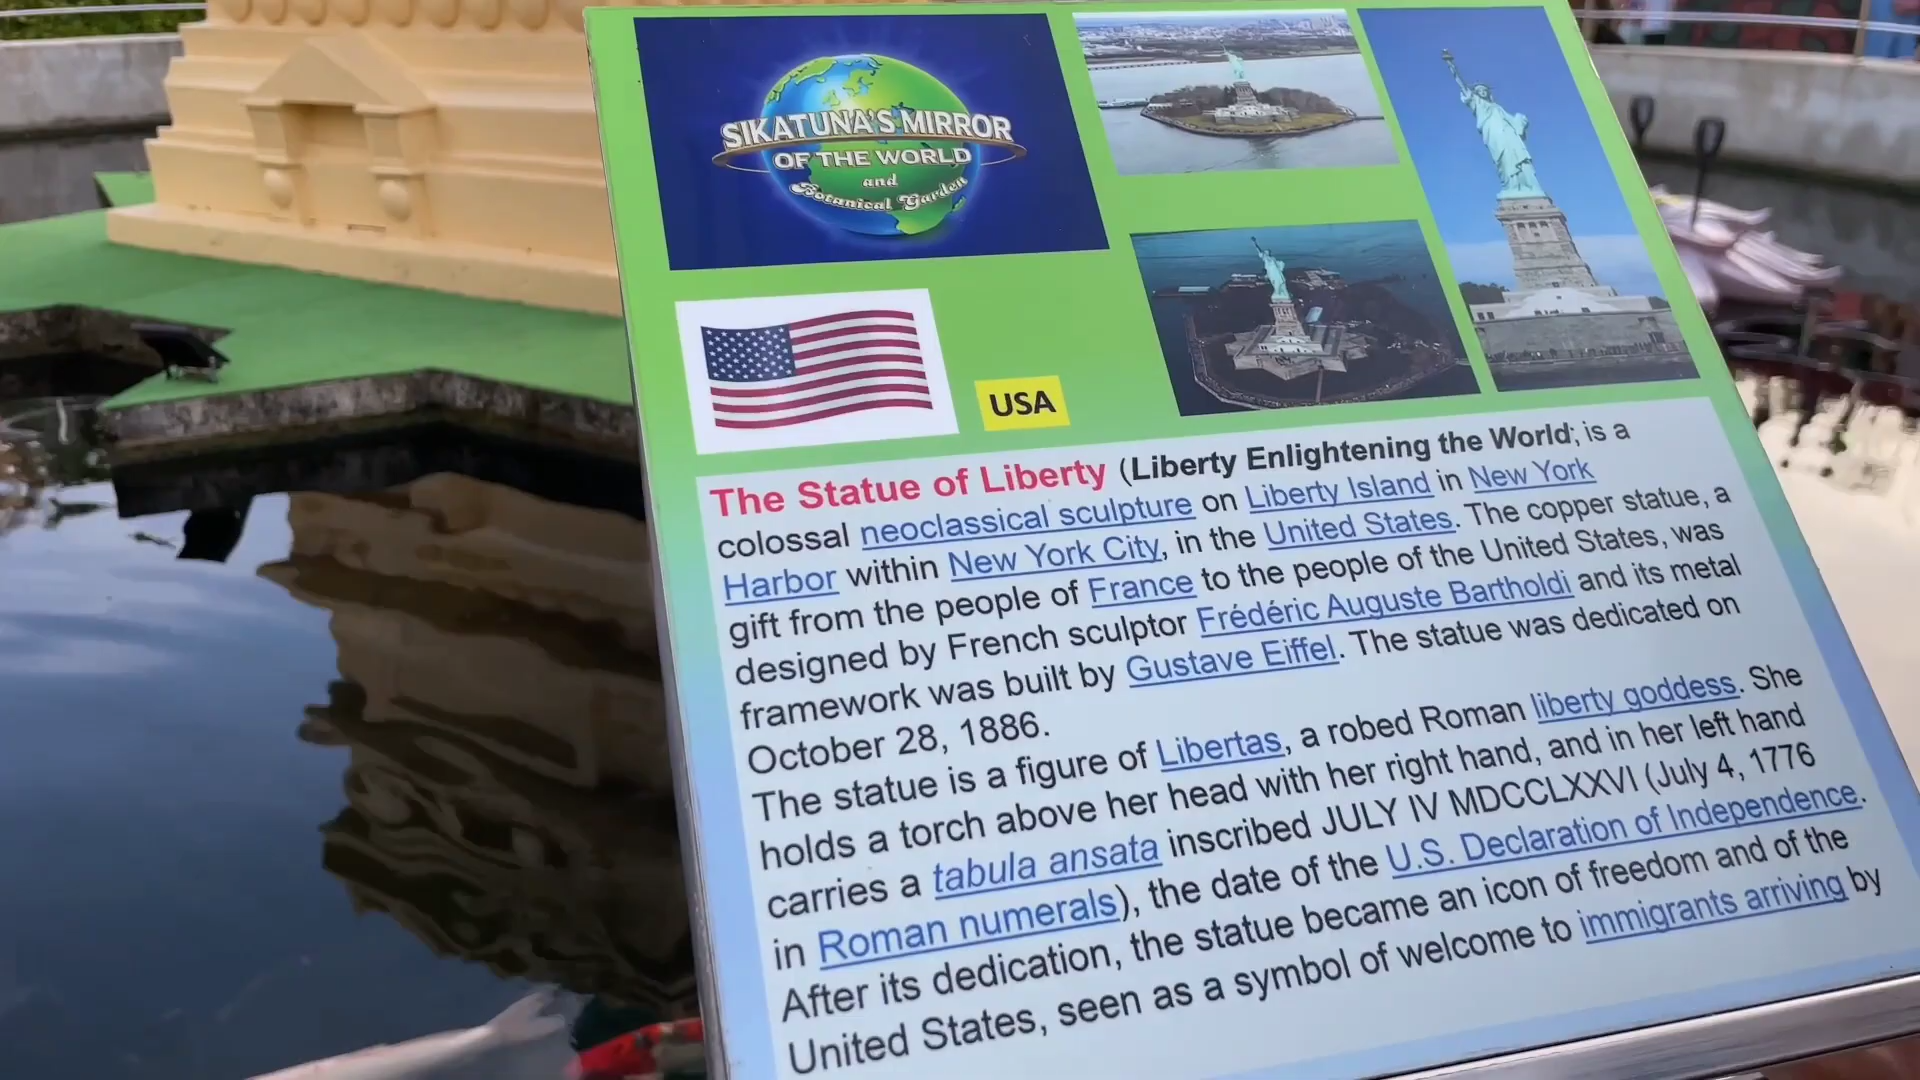 SIKATUNA'S MIRROR
OF THE WORLD
and
Botanical Garden
USA
The Statue of Liberty (Liberty Enlightening the World; is a
colossal neoclassical sculpture on Liberty Island in New York
Harbor within New York City, in the United States. The copper statue, a
gift from the people of France to the people of the United States, was
designed by French sculptor Frédéric Auguste Bartholdi and its metal
framework was built by Gustave Eiffel. The statue was dedicated on
October 28, 1886.
The statue is a figure of Libertas, a robed Roman liberty goddess. She
holds a torch above her head with her right hand, and in her left hand
carries a tabula ansata inscribed JULY IV MDCCLXXVI (July 4, 1776
in Roman numerals), the date of the U.S. Declaration of Independence.
After its dedication, the statue became an icon of freedom and of the
United States, seen as a symbol of welcome to immigrants arriving by